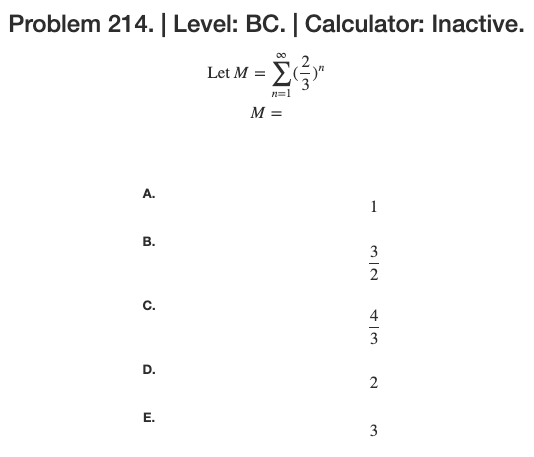 Problem 214. | Level: BC. | Calculator: Inactive.
Let M = ∞∑n=1 (2/3)ⁿ
M =
A. 1
B. 3/2
C. 4/3
D. 2
E. 3